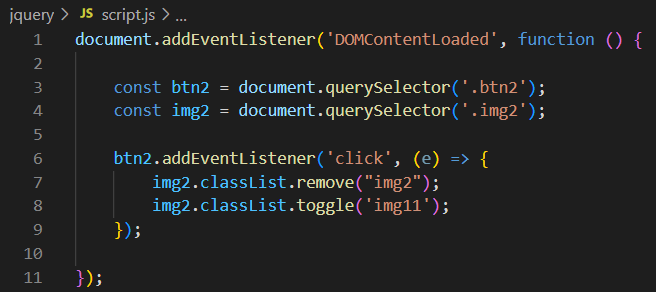 jquery > JS script.js > ...
1 document.addEventListener('DOMContentLoaded', function () {
2
3 const btn2 = document.querySelector('.btn2');
4 const img2 = document.querySelector('.img2');
5
6 btn2.addEventListener('click', (e) => {
7 img2.classList.remove("img2");
8 img2.classList.toggle('img11');
9 });
10
11 });